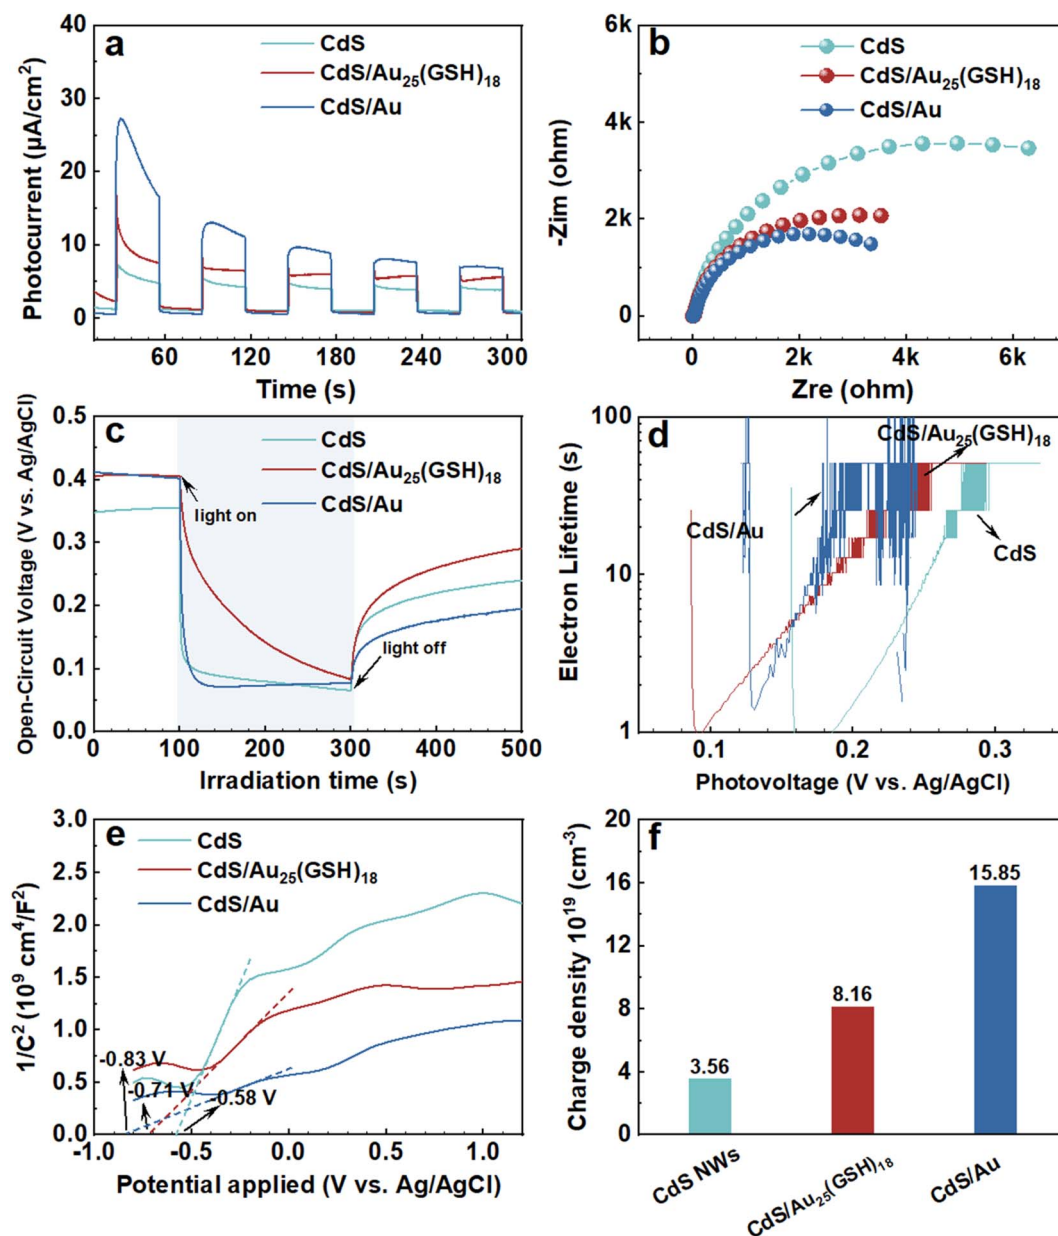 a
CdS
CdS/Au25(GSH)18
CdS/Au
40
30
20
10
0
Photocurrent (μA/cm2)
60
120
180
240
300
Time (s)
b
CdS
CdS/Au25(GSH)18
CdS/Au
6k
4k
2k
0
-Zim (ohm)
0
2k
4k
6k
Zre (ohm)
c
CdS
CdS/Au25(GSH)18
CdS/Au
light on
light off
0.5
0.4
0.3
0.2
0.1
0.0
Open-Circuit Voltage (V vs. Ag/AgCl)
0
100
200
300
400
500
Irradiation time (s)
d
CdS/Au25(GSH)18
CdS/Au
CdS
100
10
1
Electron Lifetime (s)
0.1
0.2
0.3
Photovoltage (V vs. Ag/AgCl)
e
CdS
CdS/Au25(GSH)18
CdS/Au
-0.83 V
-0.71 V
-0.58 V
3.0
2.5
2.0
1.5
1.0
0.5
0.0
1/C2 (109 cm4/F2)
-1.0
-0.5
0.0
0.5
1.0
Potential applied (V vs. Ag/AgCl)
f
3.56
8.16
15.85
20
16
12
8
4
0
Charge density 1019 (cm-3)
CdS NWs
CdS/Au25(GSH)18
CdS/Au